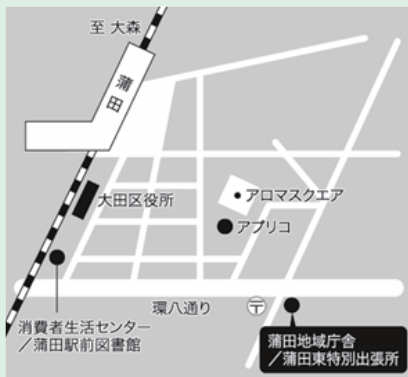 至 大森
蒲田
大田区役所
アロマスクエア
アプリコ
環八通り
〒
消費者生活センター
／蒲田駅前図書館
蒲田地域庁舎
／蒲田東特別出張所